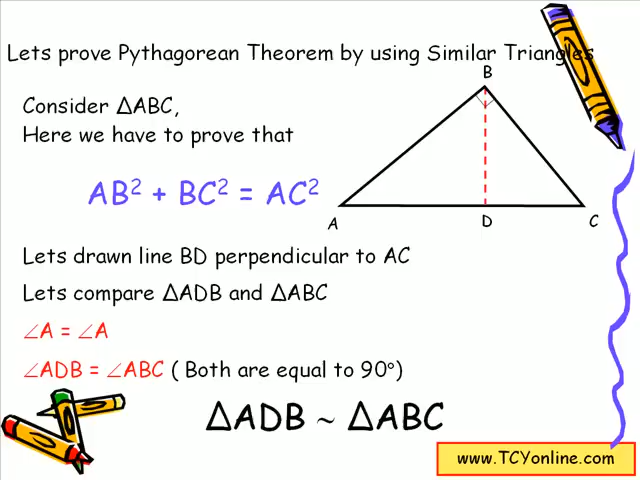 Lets prove Pythagorean Theorem by using Similar Triangles
B
Consider ΔABC,
Here we have to prove that
AB² + BC² = AC²
A D C
Lets drawn line BD perpendicular to AC
Lets compare ΔADB and ΔABC
∠A = ∠A
∠ADB = ∠ABC ( Both are equal to 90°)
ΔADB ~ ΔABC
www.TCYonline.com